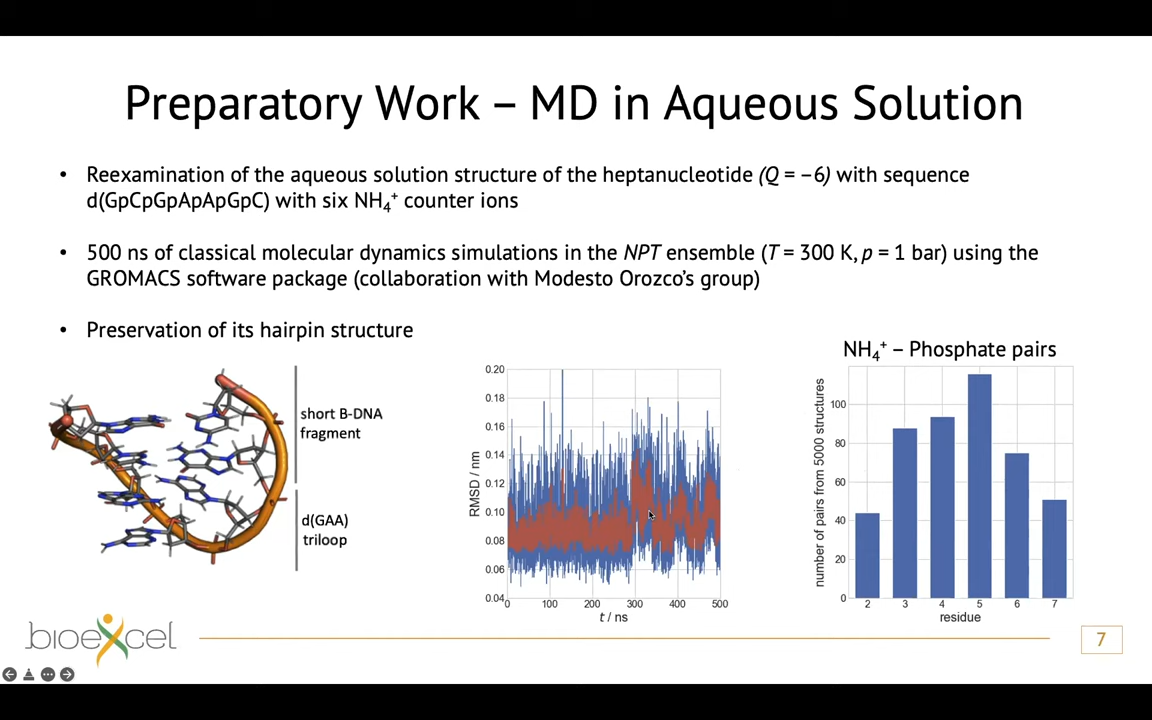 Preparatory Work – MD in Aqueous Solution
• Reexamination of the aqueous solution structure of the heptanucleotide (Q = –6) with sequence
d(GpCpGpApApGpC) with six NH₄⁺ counter ions
• 500 ns of classical molecular dynamics simulations in the NPT ensemble (T = 300 K, p = 1 bar) using the
GROMACS software package (collaboration with Modesto Orozco’s group)
• Preservation of its hairpin structure
short B-DNA
fragment
d(GAA)
triloop
RMSD / nm
0.20
0.18
0.16
0.14
0.12
0.10
0.08
0.06
0.04
0 100 200 300 400 500
t / ns
NH₄⁺ – Phosphate pairs
number of pairs from 5000 structures
100
80
60
40
20
0
2 3 4 5 6 7
residue
bioexcel
7